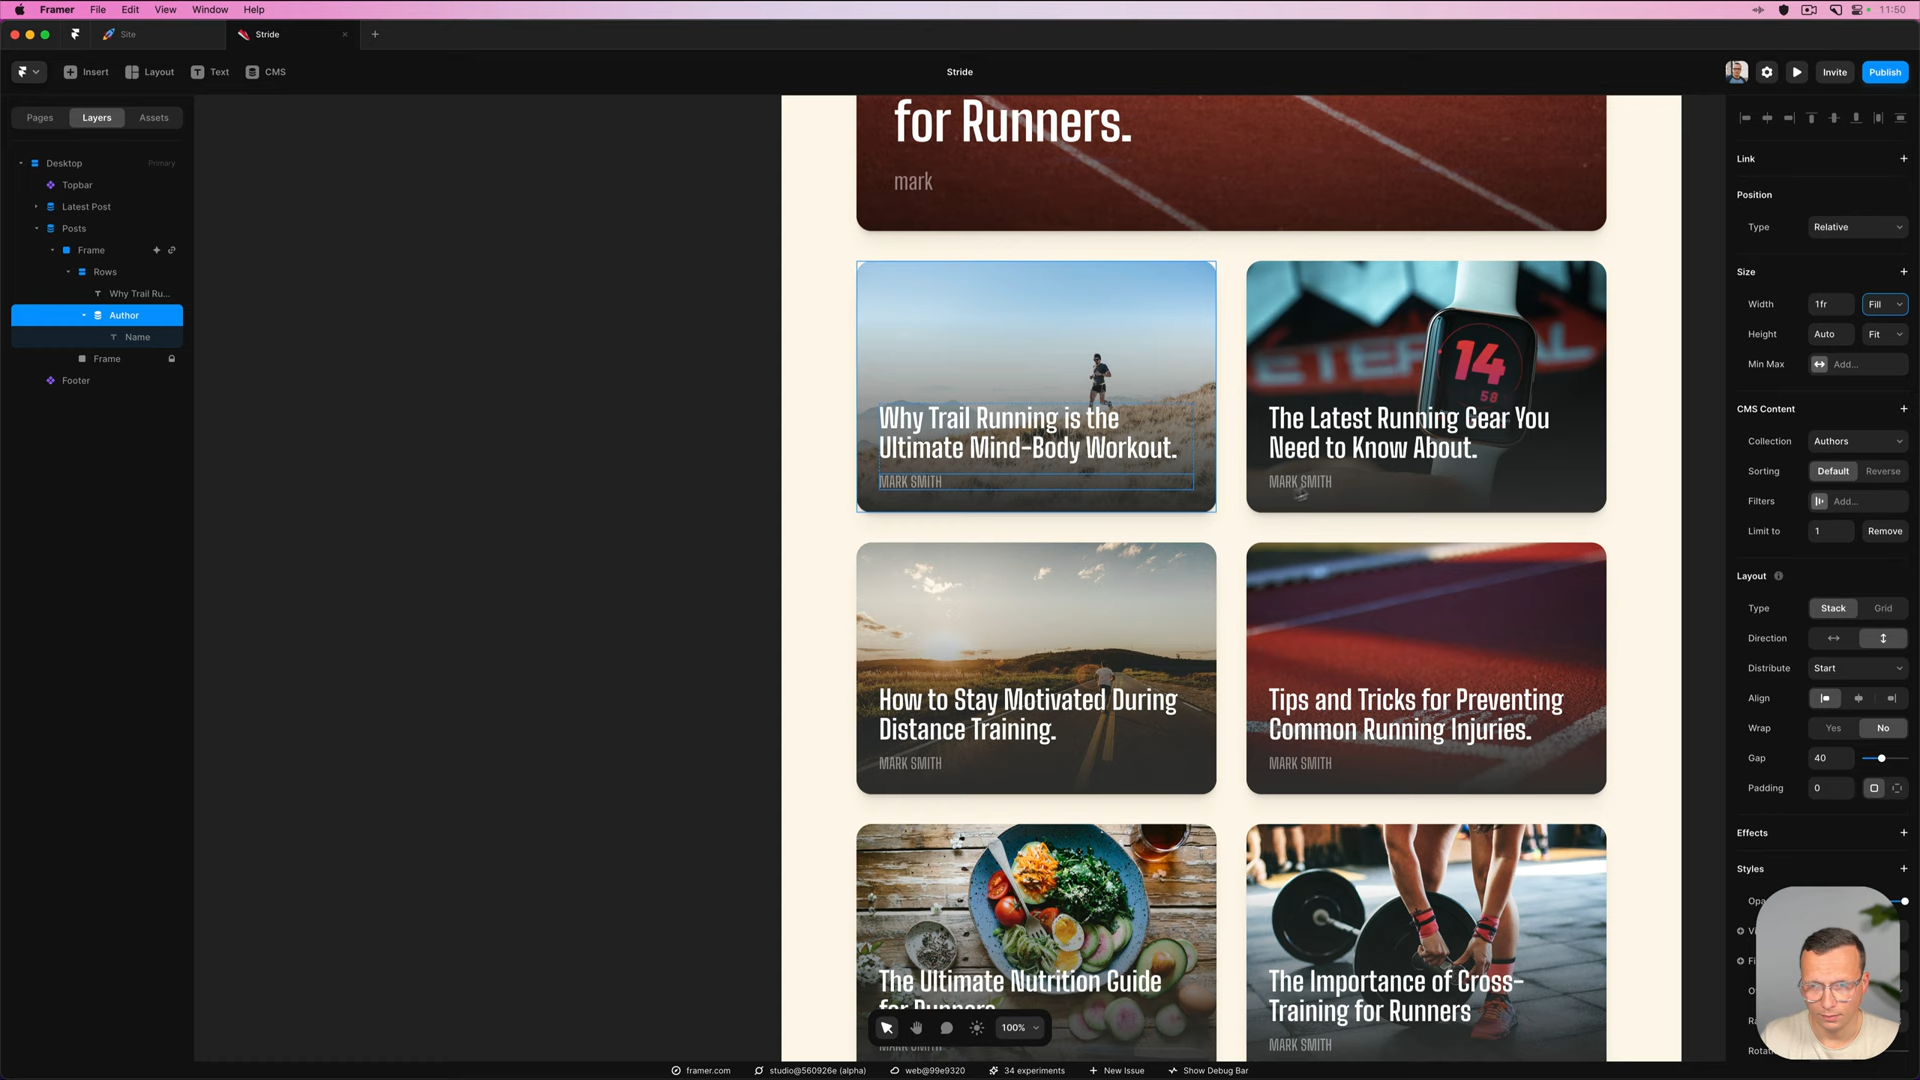 Framer File Edit View Window Help 11:50
Site Stride
Insert Layout Text CMS Stride Invite Publish
Pages Layers Assets
Desktop Primary
Topbar
Latest Post
Posts
Frame
Rows
Why Trail Ru...
Author
Name
Frame
Footer
for Runners.
mark
Why Trail Running is the
Ultimate Mind-Body Workout.
MARK SMITH
14
58
The Latest Running Gear You
Need to Know About.
MARK SMITH
How to Stay Motivated During
Distance Training.
MARK SMITH
Tips and Tricks for Preventing
Common Running Injuries.
MARK SMITH
The Ultimate Nutrition Guide
for Runners
MARK SMITH
The Importance of Cross-
Training for Runners
MARK SMITH
100%
Link
Position
Type Relative
Size
Width 1fr Fill
Height Auto Fit
Min Max Add...
CMS Content
Collection Authors
Sorting Default Reverse
Filters Add...
Limit to 1 Remove
Layout
Type Stack Grid
Direction
Distribute Start
Align
Wrap Yes No
Gap 40
Padding 0
Effects
Styles
framer.com studio@560926e (alpha) web@99e9320 34 experiments New Issue Show Debug Bar